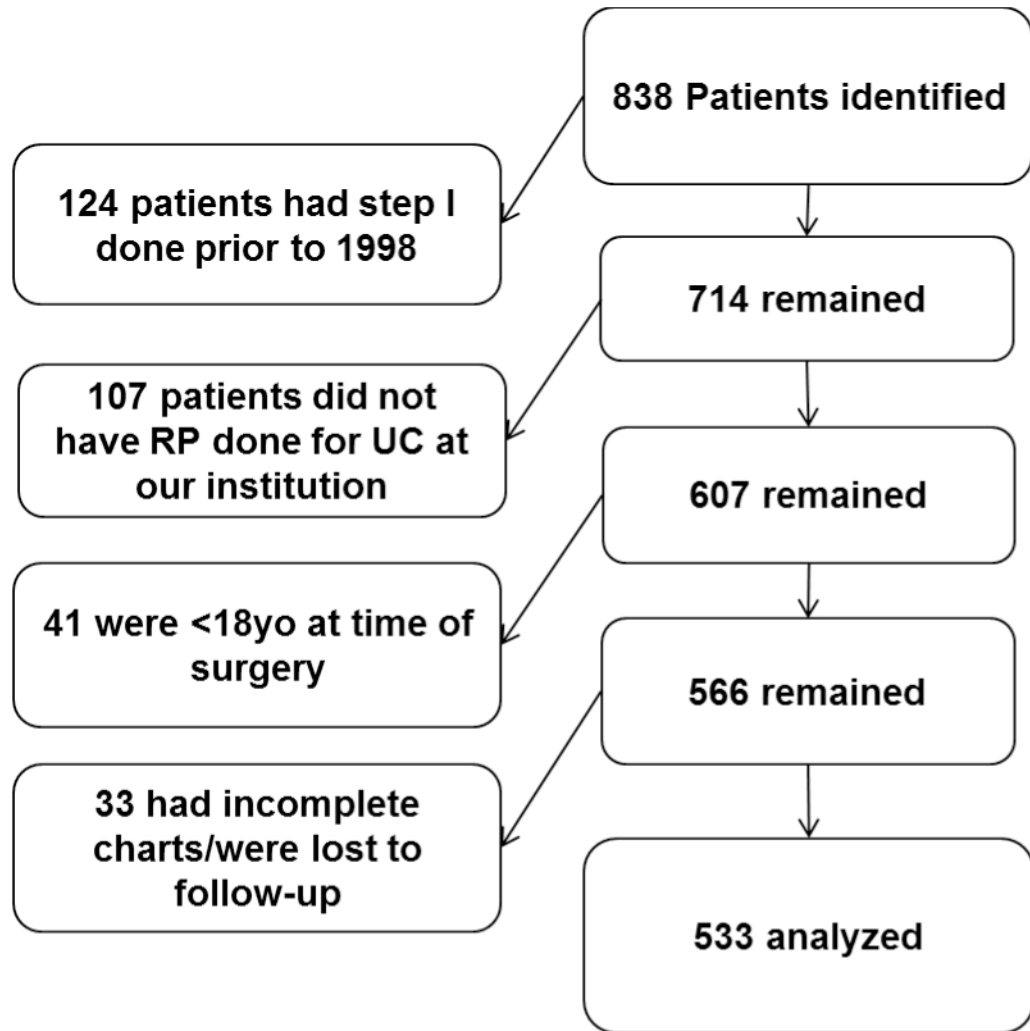 838 Patients identified
124 patients had step I
done prior to 1998
714 remained
107 patients did not
have RP done for UC at
our institution
607 remained
41 were <18yo at time of
surgery
566 remained
33 had incomplete
charts/were lost to
follow-up
533 analyzed